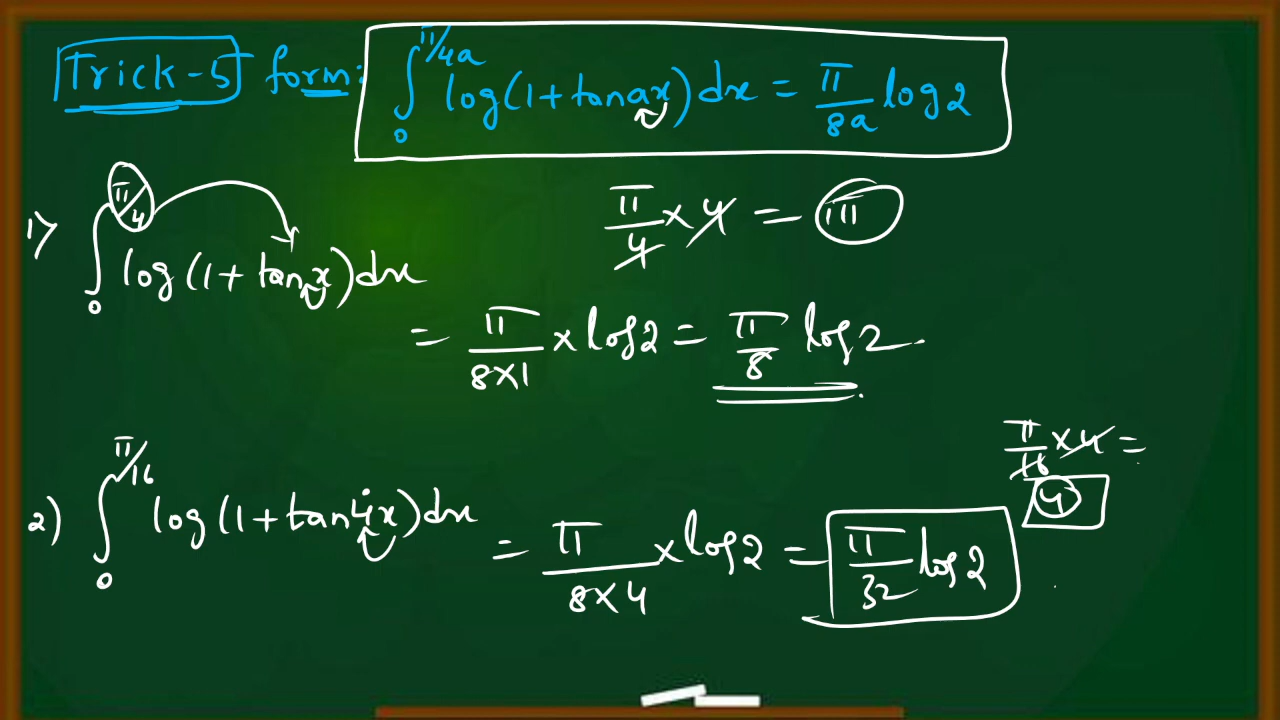 Trick-5 form: ∫₀^{π/4a} log(1+tanax)dx = π/8a log2
1) ∫₀^{π/4} log(1+tanx)dx
π/4 × 4 = π
= π/(8×1) × log2 = π/8 log2.
π/16 × 4 =
4
2) ∫₀^{π/16} log(1+tan4x)dx = π/(8×4) × log2 = π/32 log2